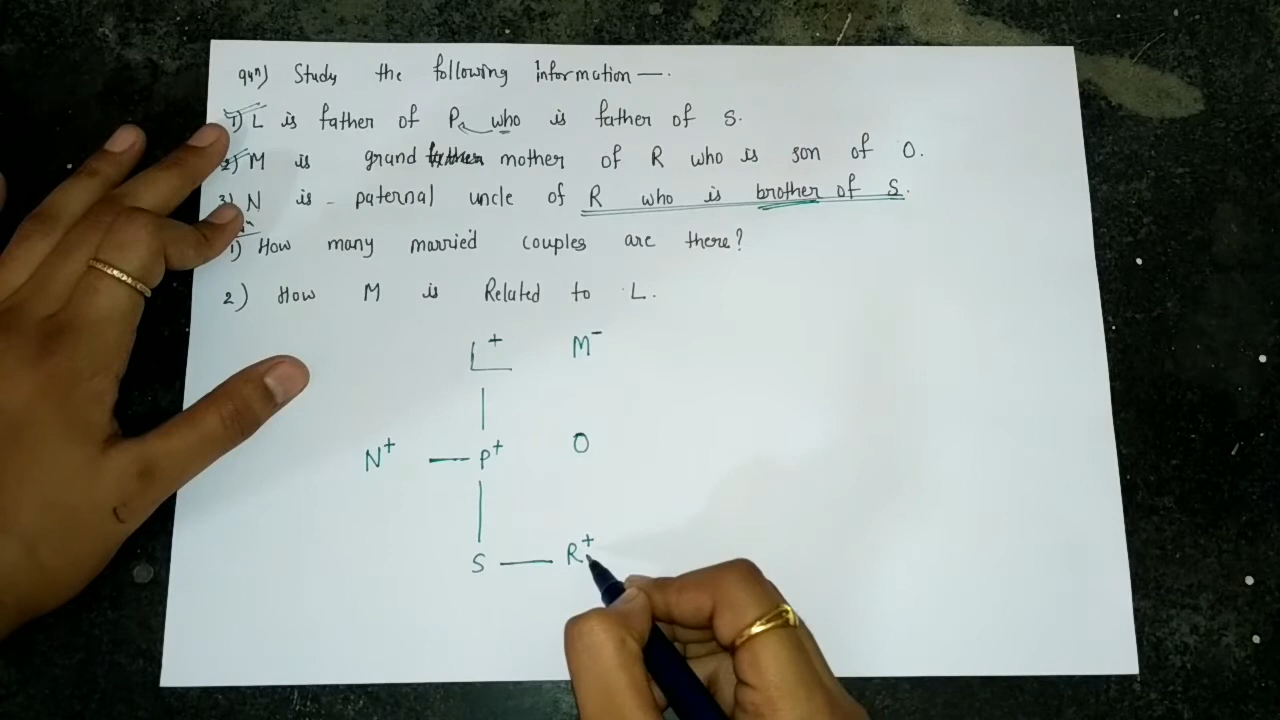 qun) Study the following information —.
1) L is father of P who is father of S.
2) M is grand mother of R who is son of O.
3) N is - paternal uncle of R who is brother of S.
1) How many married couples are there?
2) How M is Related to L.
L+ M-
N+ — P+ O
S — R+